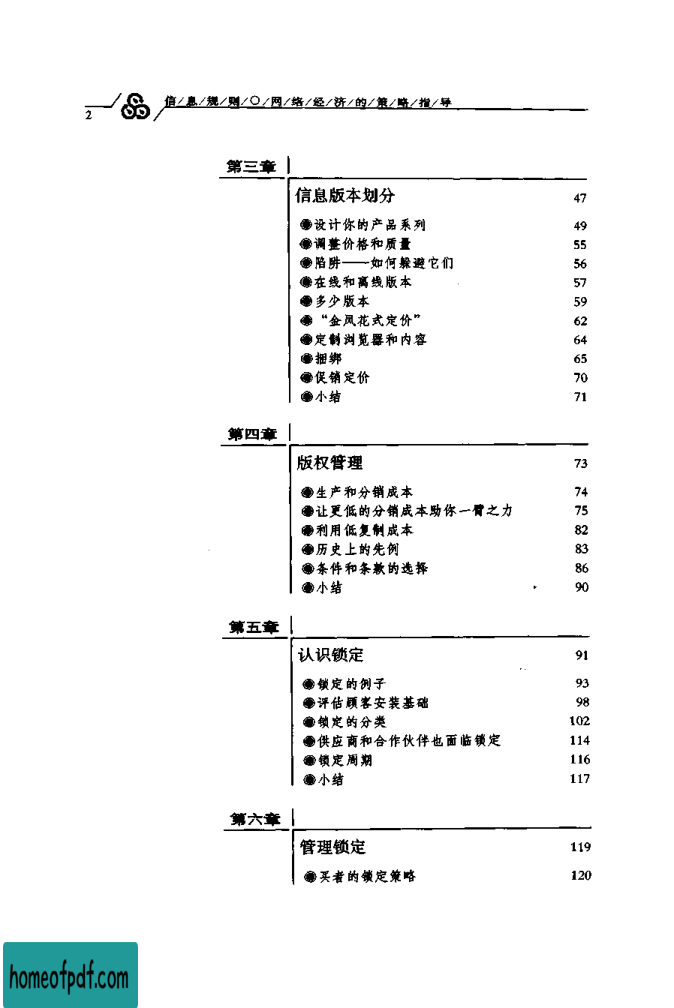 信/息/规/则/○/网/络/经/济/的/策/略/指/导
2
第三章
信息版本划分 47
●设计你的产品系列 49
●调整价格和质量 55
●陷阱——如何躲避它们 56
●在线和离线版本 57
●多少版本 59
●“金凤花式定价” 62
●定制浏览器和内容 64
●捆绑 65
●促销定价 70
●小结 71
第四章
版权管理 73
●生产和分销成本 74
●让更低的分销成本助你一臂之力 75
●利用低复制成本 82
●历史上的先例 83
●条件和条款的选择 86
●小结 90
第五章
认识锁定 91
●锁定的例子 93
●评估顾客安装基础 98
●锁定的分类 102
●供应商和合作伙伴也面临锁定 114
●锁定周期 116
●小结 117
第六章
管理锁定 119
●买者的锁定策略 120
homeofpdf.com